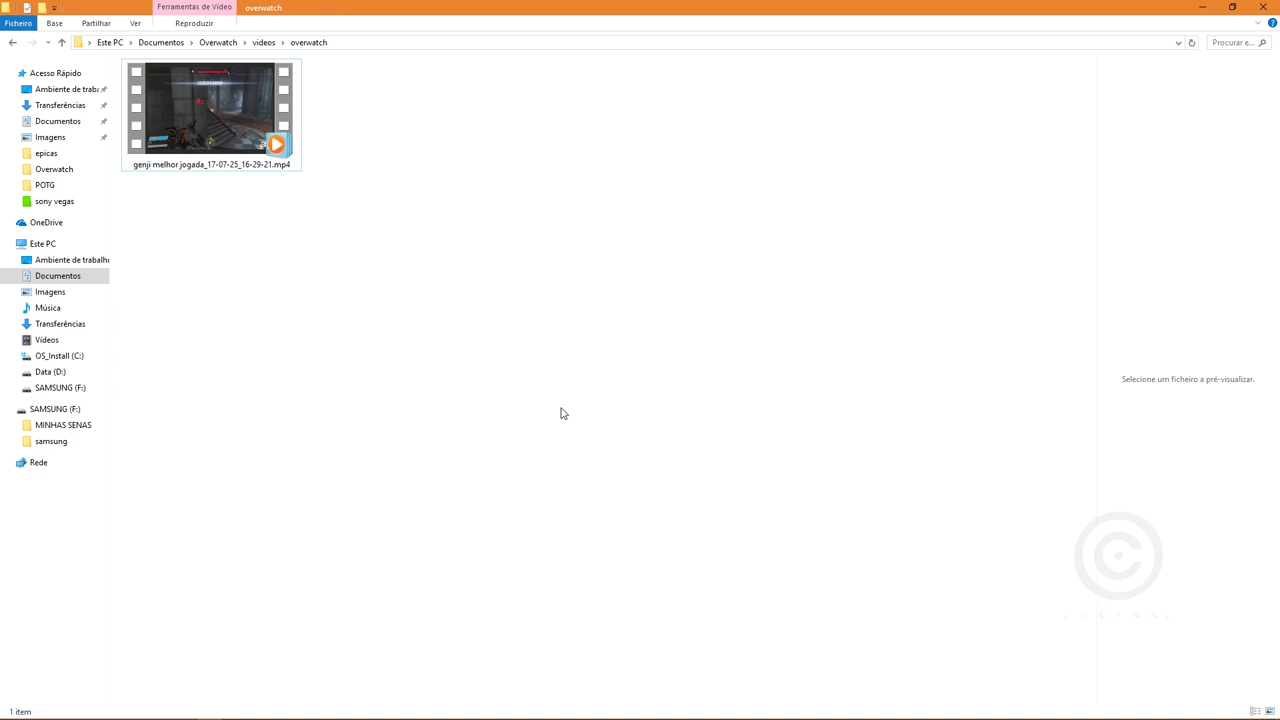 Ferramentas de Vídeo
overwatch
Ficheiro
Base
Partilhar
Ver
Reproduzir
Este PC
Documentos
Overwatch
videos
overwatch
Procurar e...
Acesso Rápido
Ambiente de traba
Transferências
Documentos
Imagens
epicas
Overwatch
POTG
sony vegas
OneDrive
Este PC
Ambiente de trabalho
Documentos
Imagens
Música
Transferências
Vídeos
OS_Install (C:)
Data (D:)
SAMSUNG (F:)
SAMSUNG (F:)
MINHAS SENAS
samsung
Rede
genji melhor jogada_17-07-25_16-29-21.mp4
Selecione um ficheiro a pré-visualizar.
1 item